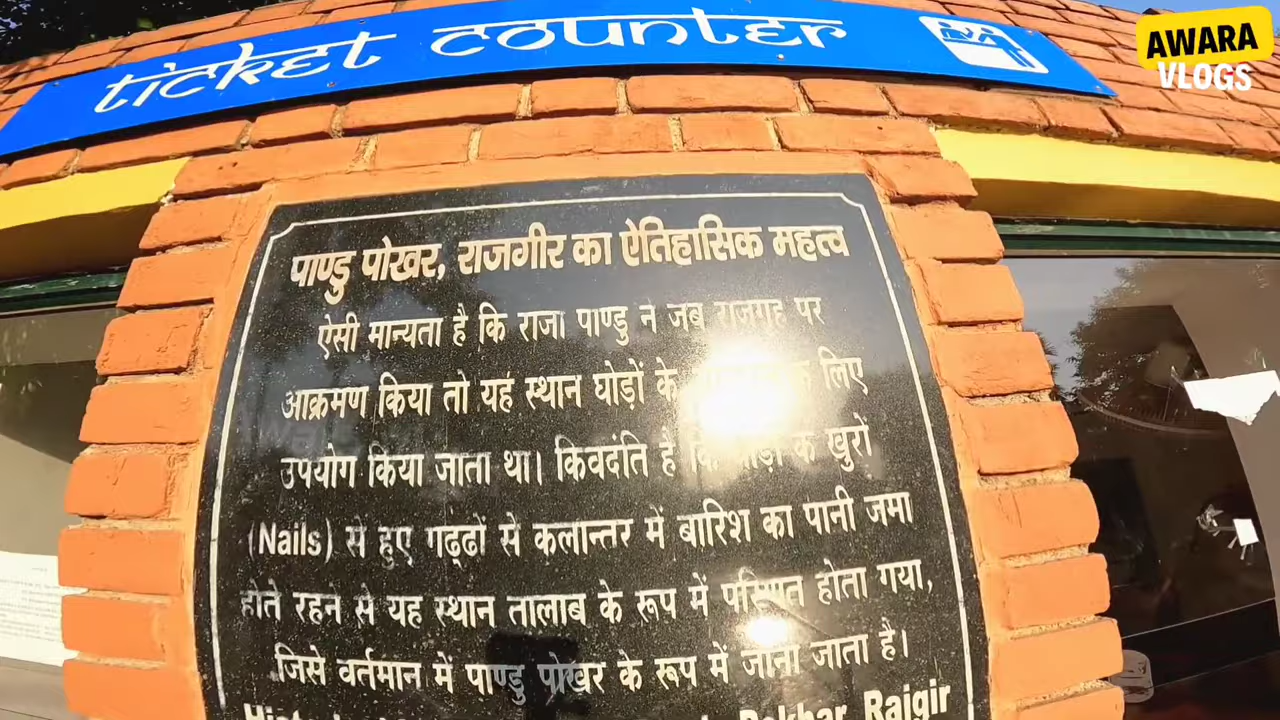 ticket counter
AWARA
VLOGS
पाण्डु पोखर, राजगीर का ऐतिहासिक महत्व
ऐसी मान्यता है कि राजा पाण्डु न जब राजगृह पर
आक्रमण किया तो यह स्थान घोड़ों के लिए
उपयोग किया जाता था। किवदंति है कि के खुरों
(Nails) से हुए गढ्ढों से कलान्तर में बारिश का पानी जमा
होते रहने से यह स्थान तालाब के रूप में परिणत होता गया,
जिसे वर्तमान में पाण्डु पोखर के रूप में जाना जाता है।
Pokhar, Rajgir